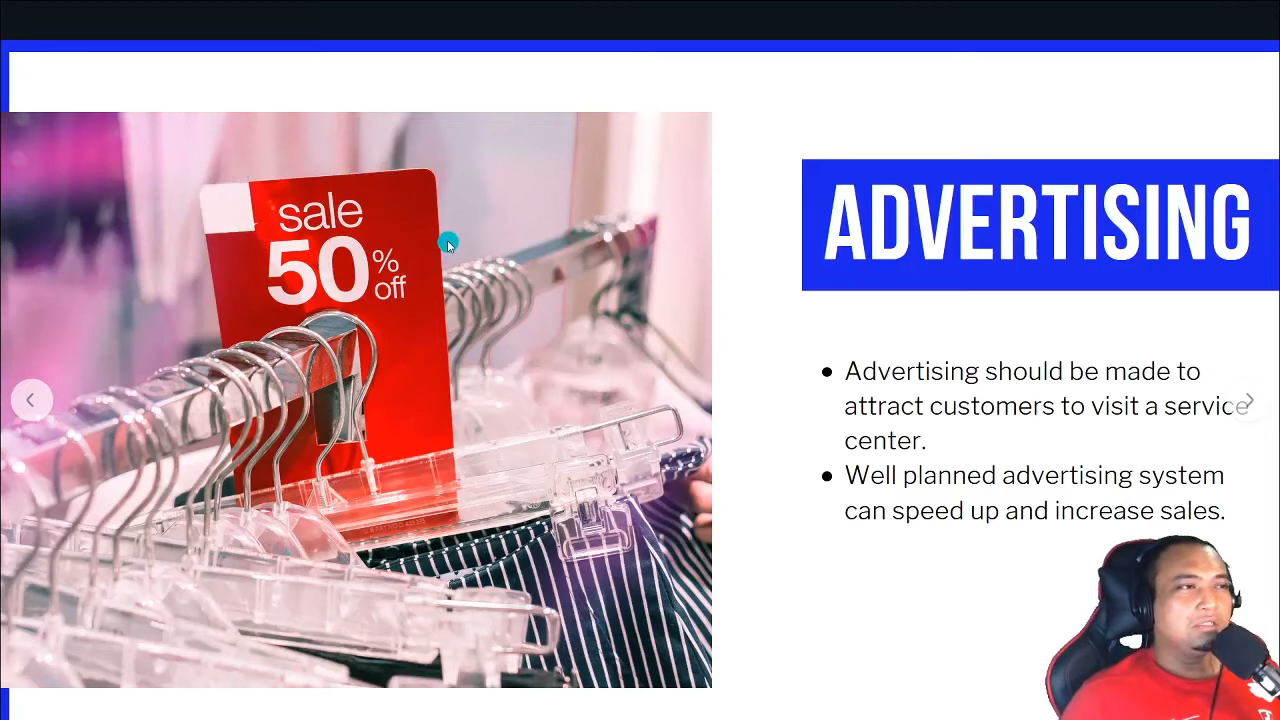 sale
50%
off
ADVERTISING
• Advertising should be made to
attract customers to visit a service
center.
• Well planned advertising system
can speed up and increase sales.